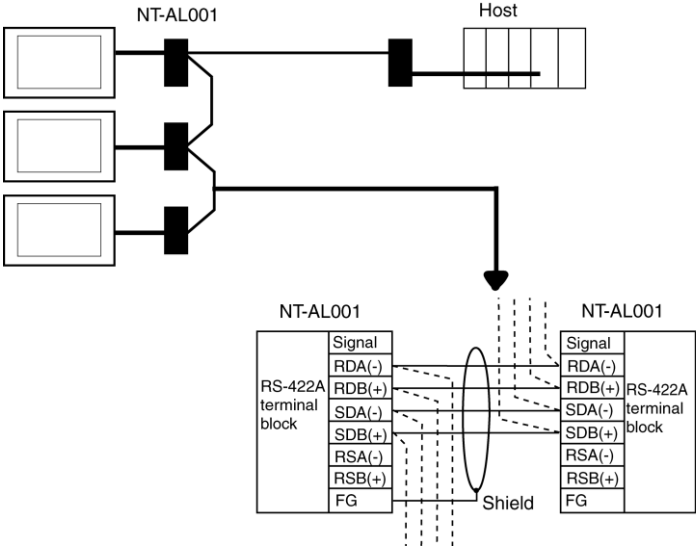 NT-AL001
Host
NT-AL001
NT-AL001
Signal
RDA(-)
RDB(+)
SDA(-)
SDB(+)
RSA(-)
RSB(+)
FG
RS-422A
terminal
block
Shield
Signal
RDA(-)
RDB(+)
SDA(-)
SDB(+)
RSA(-)
RSB(+)
FG
RS-422A
terminal
block